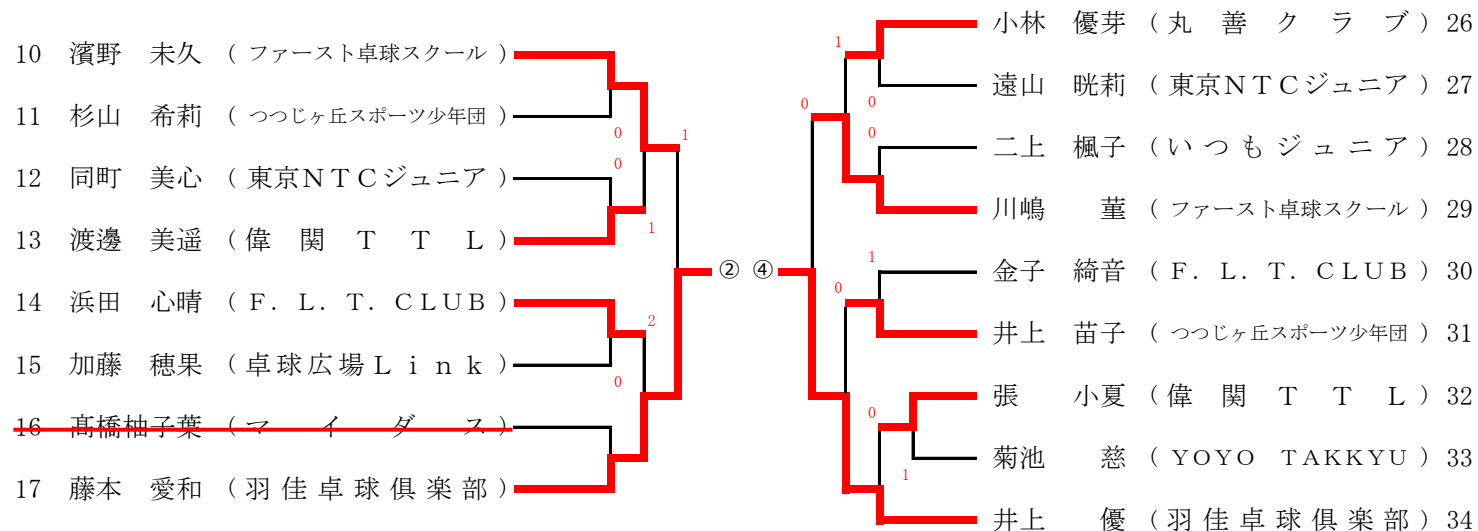 10 濱野 未久 ( ファースト卓球スクール )
11 杉山 希莉 ( つつじヶ丘スポーツ少年団 )
12 同町 美心 ( 東京NTCジュニア )
13 渡邊 美遥 ( 偉関TTL )
14 浜田 心晴 ( F. L. T. CLUB )
15 加藤 穂果 ( 卓球広場Link )
16 髙橋柚子葉 ( マイダス )
17 藤本 愛和 ( 羽佳卓球倶楽部 )
0
0
1
1
2
0
② ④
1
0
0
0
1
0
0
1
小林 優芽 ( 丸善クラブ ) 26
遠山 晄莉 ( 東京NTCジュニア ) 27
二上 楓子 ( いつもジュニア ) 28
川嶋 菫 ( ファースト卓球スクール ) 29
金子 綺音 ( F. L. T. CLUB ) 30
井上 苗子 ( つつじヶ丘スポーツ少年団 ) 31
張 小夏 ( 偉関TTL ) 32
菊池 慈 ( YOYO TAKKYU ) 33
井上 優 ( 羽佳卓球倶楽部 ) 34